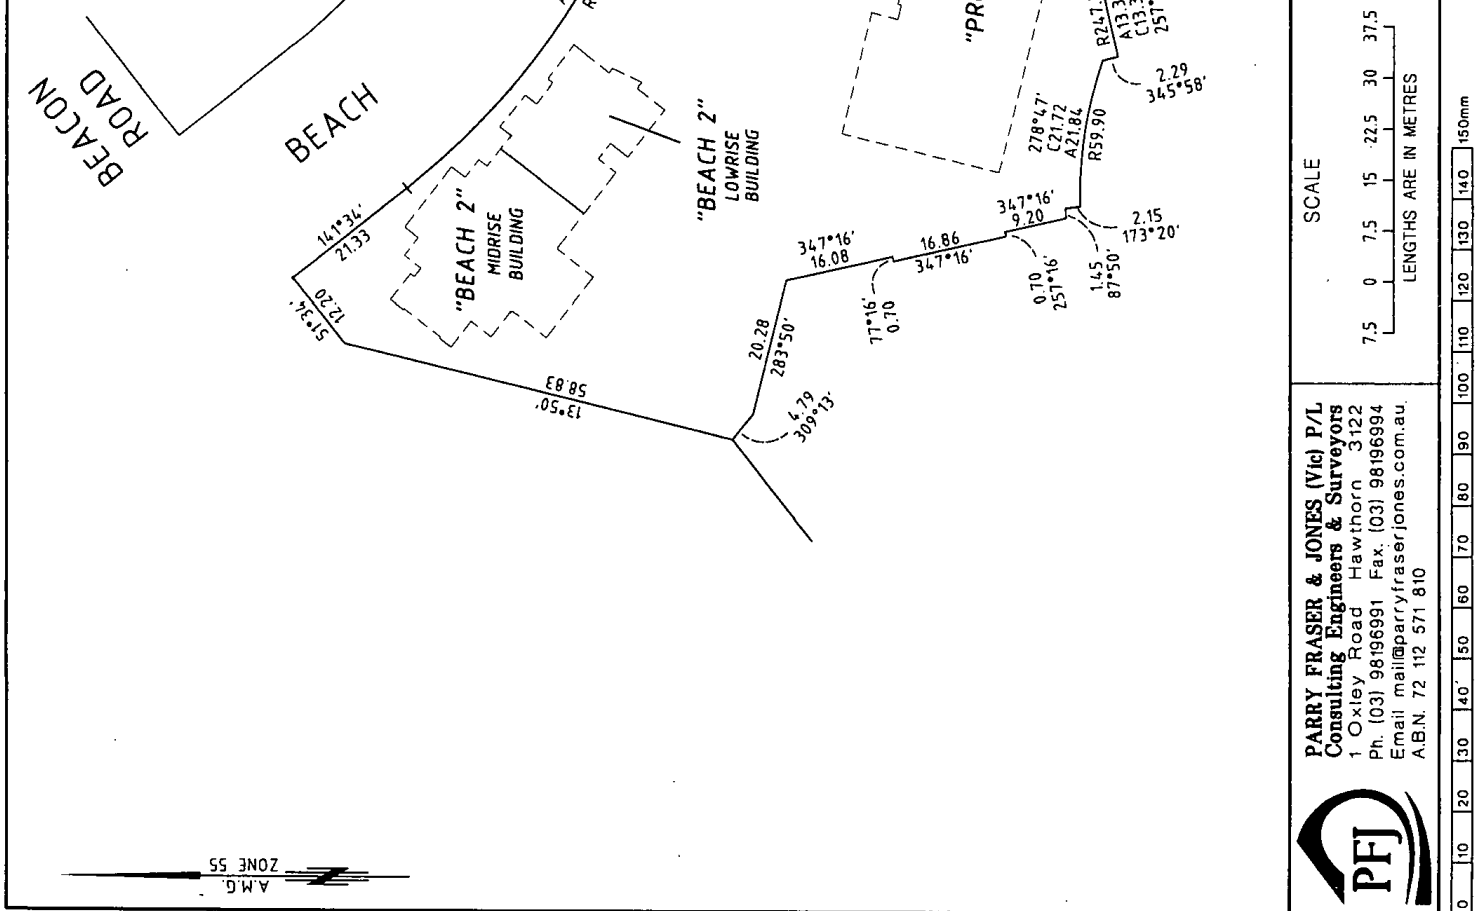 BEACON
ROAD
BEACH
"BEACH 2"
MIDRISE
BUILDING
"BEACH 2"
LOWRISE
BUILDING
141°34'
21.33
51°34'
12.20
13°50'
58.83
4.79
309°13'
20.28
283°50'
347°16'
16.08
77°16'
0.70
16.86
347°16'
0.70
257°16'
347°16'
9.20
1.45
87°50'
2.15
173°20'
278°47'
C21.72
A21.84
R59.90
2.29
345°58'
A.M.G.
ZONE 55
SCALE
7.5 0 7.5 15 22.5 30 37.5
LENGTHS ARE IN METRES
PFJ
PARRY FRASER & JONES (Vic) P/L
Consulting Engineers & Surveyors
1 Oxley Road Hawthorn 3122
Ph. (03) 98196991 Fax. (03) 98196994
Email mail@parryfraserjones.com.au.
A.B.N. 72 112 571 810
0 10 20 30 40 50 60 70 80 90 100 110 120 130 140 150mm